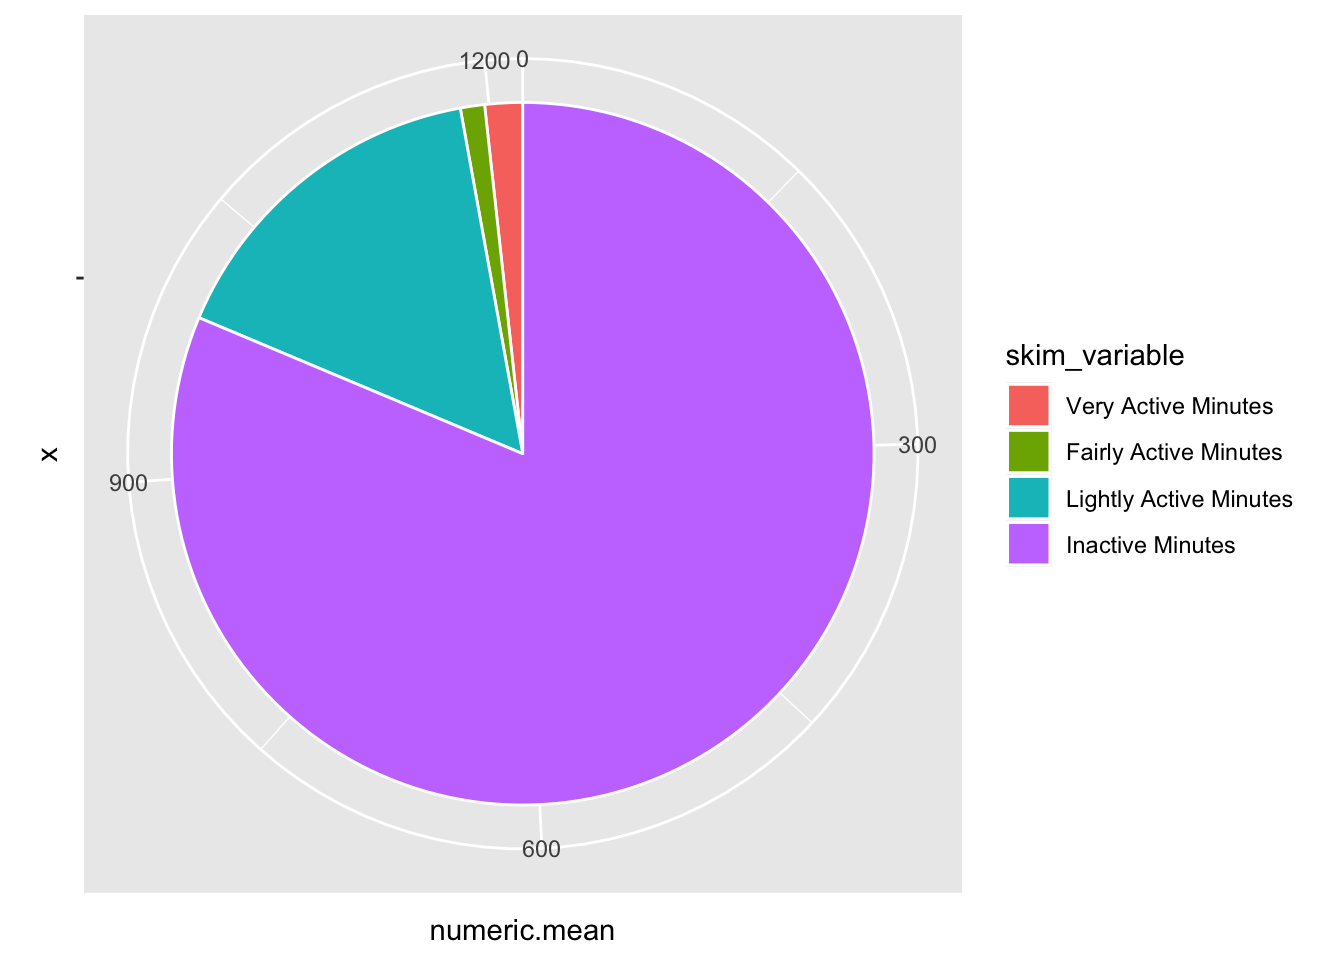 1200
0
300
900
600
x
numeric.mean
skim_variable
Very Active Minutes
Fairly Active Minutes
Lightly Active Minutes
Inactive Minutes